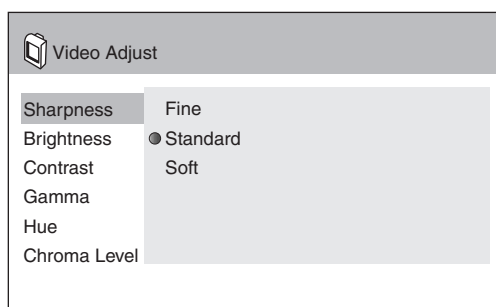 Video Adjust
Sharpness Fine
Brightness Standard
Contrast Soft
Gamma
Hue
Chroma Level